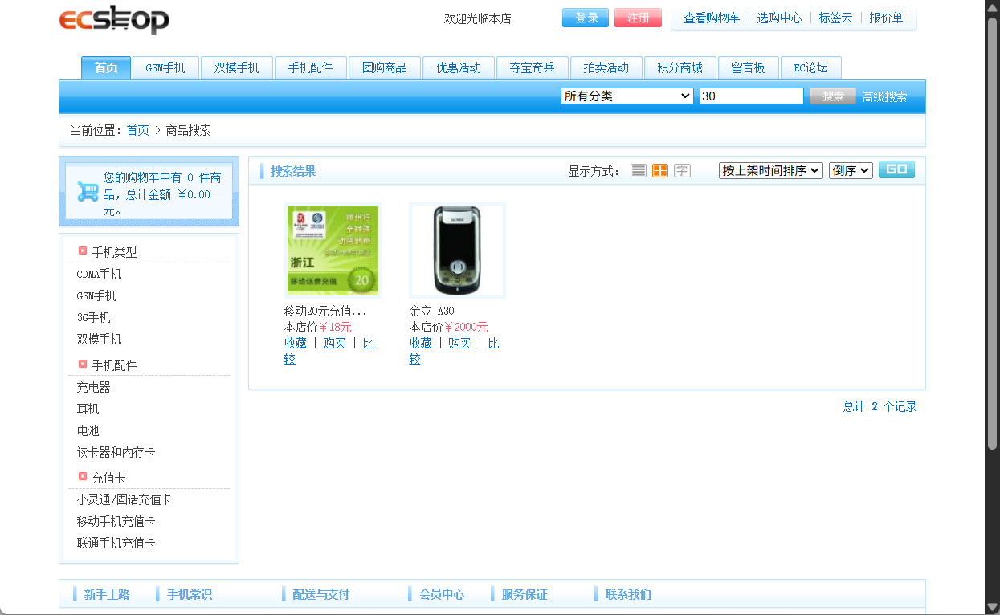 ECSHOP
欢迎光临本店
登录 注册 查看购物车 选购中心 标签云 报价单
首页 GSM手机 双模手机 手机配件 团购商品 优惠活动 夺宝奇兵 拍卖活动 积分商城 留言板 EC论坛
所有分类 30 搜索 高级搜索
当前位置: 首页 > 商品搜索
您的购物车中有 0 件商
品，总计金额 ￥0.00
元。
手机类型
CDMA手机
GSM手机
3G手机
双模手机
手机配件
充电器
耳机
电池
读卡器和内存卡
充值卡
小灵通/固话充值卡
移动手机充值卡
联通手机充值卡
搜索结果
显示方式: 字 按上架时间排序 倒序 GO
神州行
全球通
动感地带
浙江
移动话费充值 20
移动20元充值...
本店价￥18元
收藏 | 购买 | 比
较
金立 A30
本店价￥2000元
收藏 | 购买 | 比
较
总计 2 个记录
新手上路 手机常识 配送与支付 会员中心 服务保证 联系我们